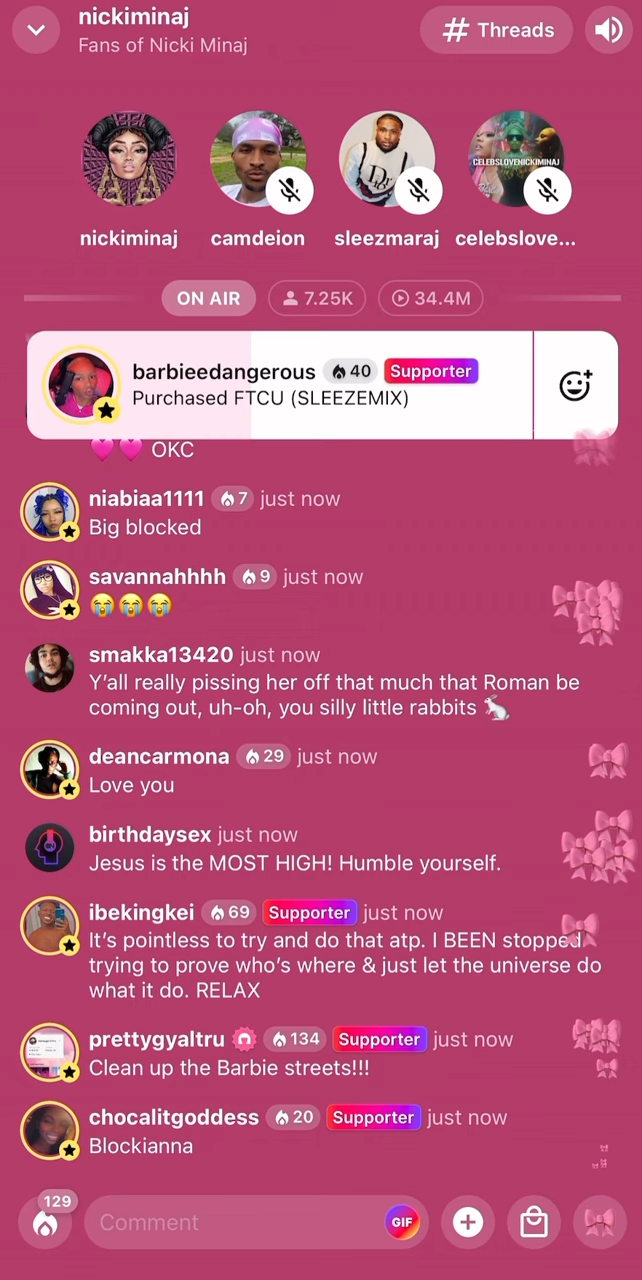 nickiminaj
Fans of Nicki Minaj
# Threads
CELEBSLOVENICKIMINAJ
nickiminaj camdeion sleezmaraj celebslove...
ON AIR 7.25K 34.4M
barbieedangerous 40 Supporter
Purchased FTCU (SLEEZEMIX)
🩷🩷 OKC
niabiaa1111 7 just now
Big blocked
savannahhhh 9 just now
😭😭😭
smakka13420 just now
Y’all really pissing her off that much that Roman be
coming out, uh-oh, you silly little rabbits 🐇
deancarmona 29 just now
Love you
birthdaysex just now
Jesus is the MOST HIGH! Humble yourself.
ibekingkei 69 Supporter just now
It’s pointless to try and do that atp. I BEEN stopped
trying to prove who’s where & just let the universe do
what it do. RELAX
prettygyaltru 134 Supporter just now
Clean up the Barbie streets!!!
chocalitgoddess 20 Supporter just now
Blockianna
129
Comment GIF